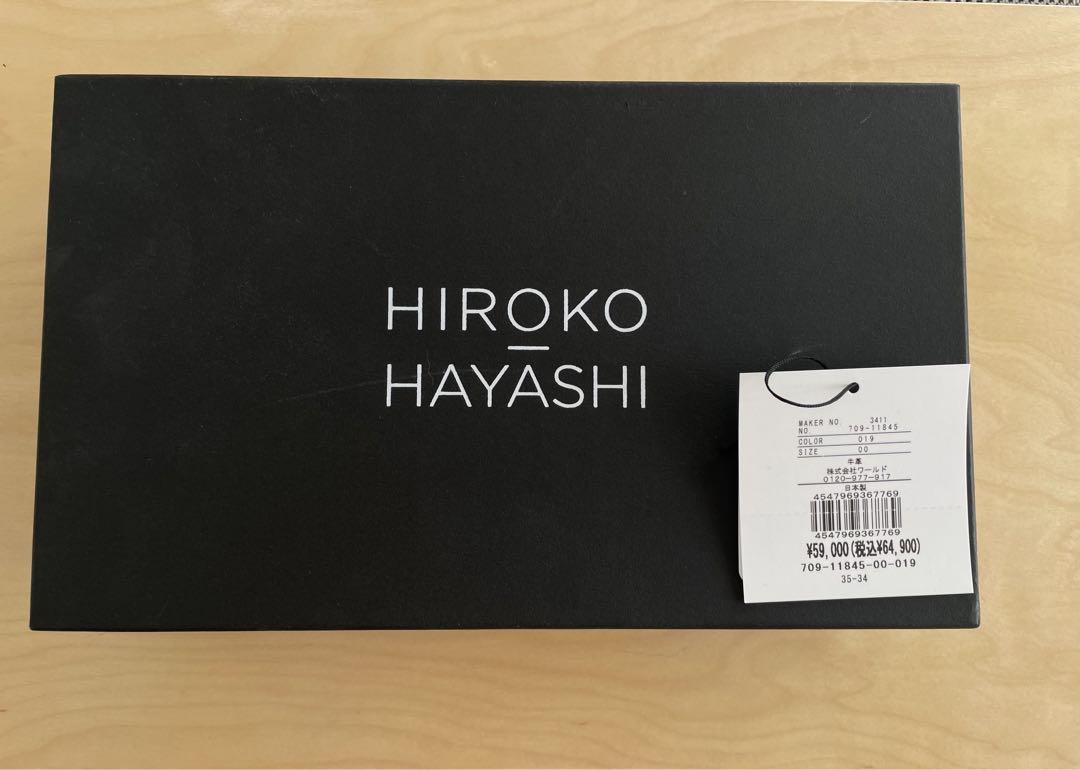 HIROKO
HAYASHI
MAKER NO. 3411
NO 709-11845
COLOR 019
SIZE 00
牛革
株式会社ワールド
0120-977-917
日本製
4547969367769
4547969367769
¥59,000(税込¥64,900)
709-11845-00-019
35-34